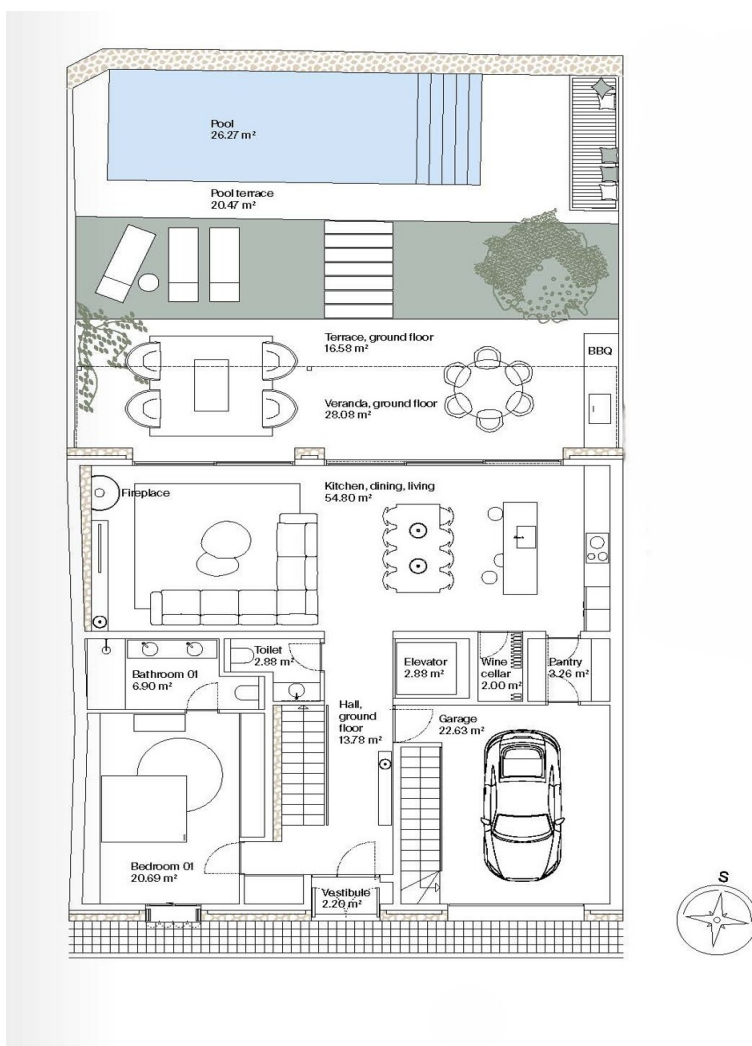 Pool
26.27 m²
Pool terrace
20.47 m²
Terrace, ground floor
16.58 m²
BBQ
Veranda, ground floor
28.08 m²
Kitchen, dining, living
54.80 m²
Fireplace
Toilet
2.88 m²
Bathroom 01
6.90 m²
Elevator
2.88 m²
Wine
cellar
2.00 m²
Pantry
3.26 m²
Hall,
ground
floor
13.78 m²
Garage
22.63 m²
Bedroom 01
20.69 m²
Vestibule
2.20 m²
S